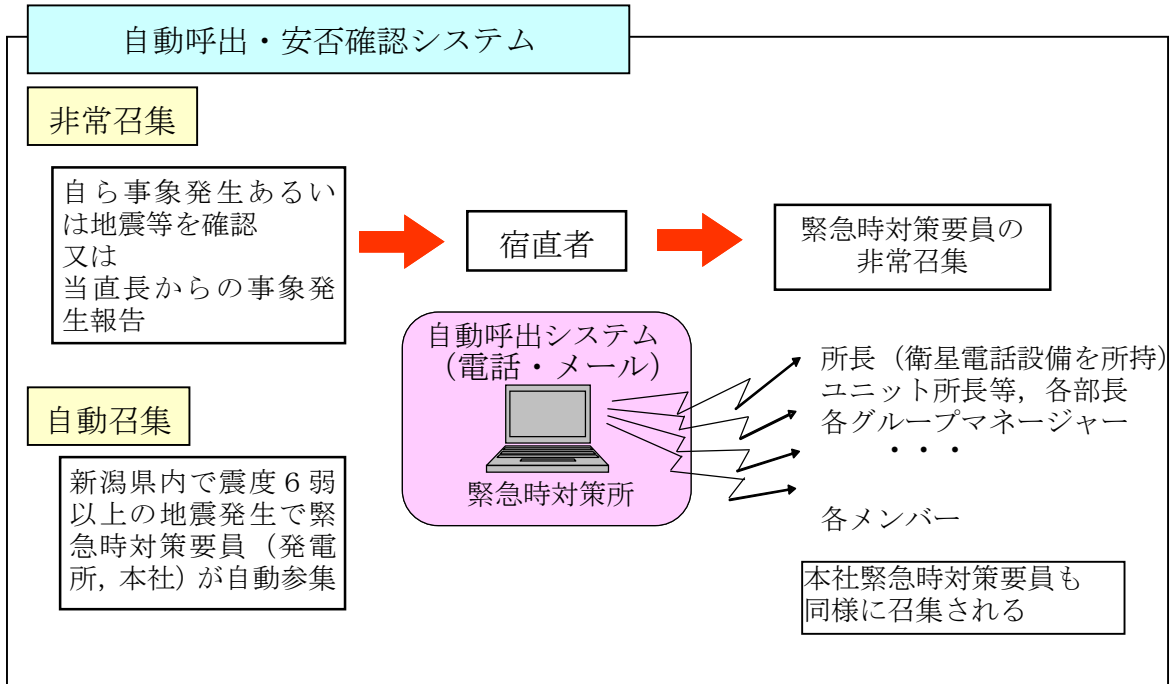 自動呼出・安否確認システム
非常召集
自ら事象発生あるい
は地震等を確認
又は
当直長からの事象発
生報告
宿直者
緊急時対策要員の
非常召集
自動呼出システム
（電話・メール）
緊急時対策所
所長（衛星電話設備を所持）
ユニット所長等，各部長
各グループマネージャー
・・・
各メンバー
自動召集
新潟県内で震度６弱
以上の地震発生で緊
急時対策要員（発電
所，本社）が自動参集
本社緊急時対策要員も
同様に召集される